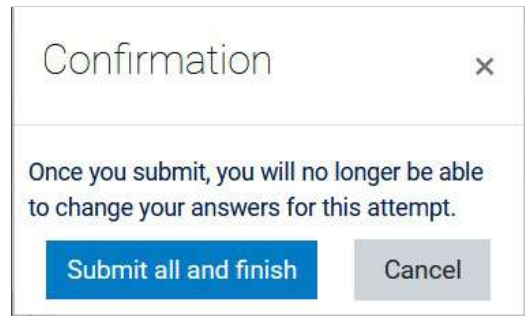 Confirmation ×
Once you submit, you will no longer be able
to change your answers for this attempt.
Submit all and finish Cancel